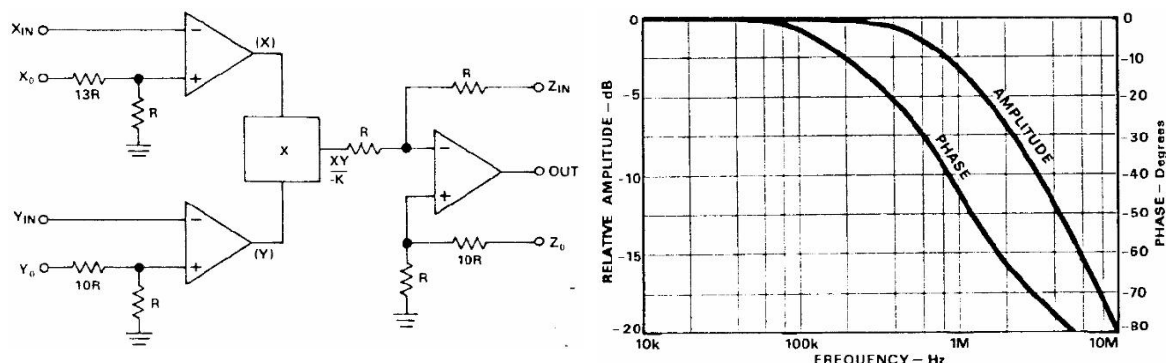 XIN
(X)
X0
13R
R
X
XY
-K
R
R
ZIN
OUT
YIN
(Y)
Y0
10R
R
10R
Z0
R
RELATIVE AMPLITUDE – dB
0
-5
-10
-15
-20
AMPLITUDE
PHASE
0
-10
-20
-30
-40
-50
-60
-70
-80
PHASE – Degrees
10k
100k
1M
10M
FREQUENCY – Hz